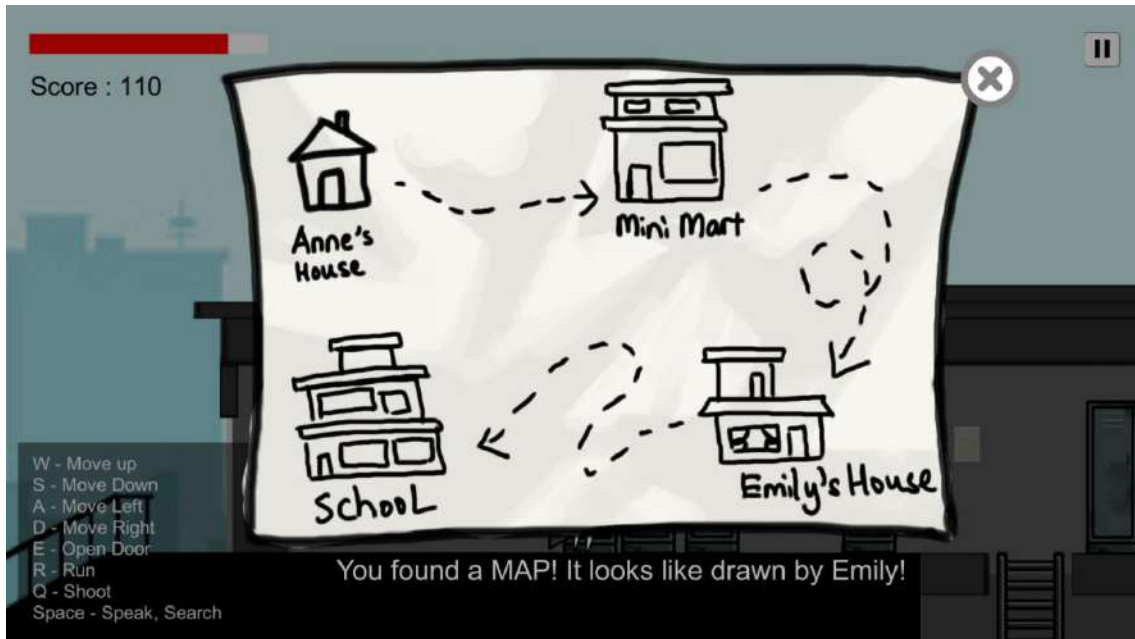 Score : 110
Anne's
House
Mini Mart
School
Emily's House
W - Move up
S - Move Down
A - Move Left
D - Move Right
E - Open Door
R - Run
Q - Shoot
Space - Speak, Search
You found a MAP! It looks like drawn by Emily!